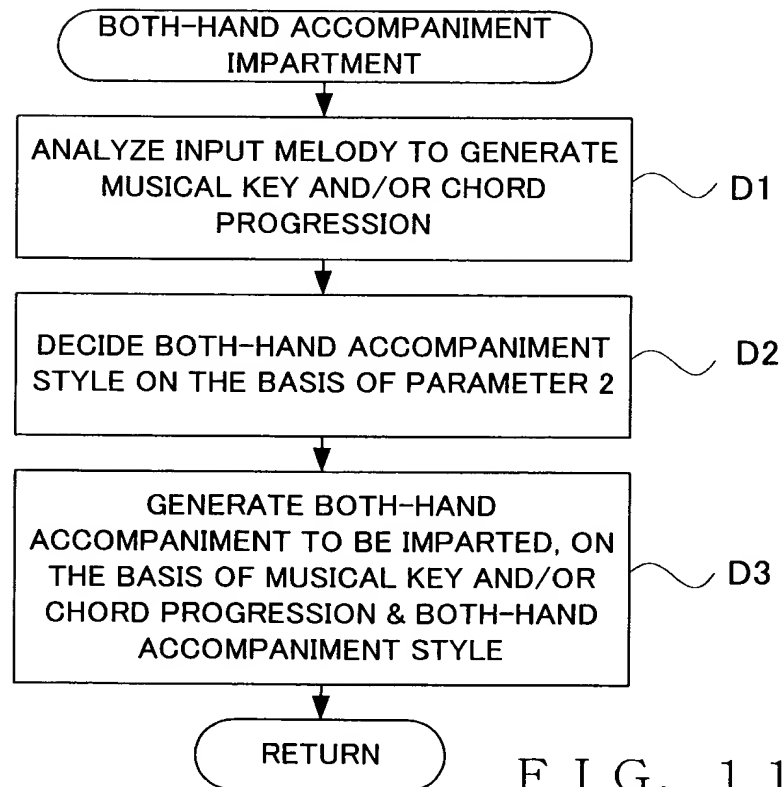 BOTH-HAND ACCOMPANIMENT
IMPARTMENT
ANALYZE INPUT MELODY TO GENERATE
MUSICAL KEY AND/OR CHORD
PROGRESSION
D1
DECIDE BOTH-HAND ACCOMPANIMENT
STYLE ON THE BASIS OF PARAMETER 2
D2
GENERATE BOTH-HAND
ACCOMPANIMENT TO BE IMPARTED, ON
THE BASIS OF MUSICAL KEY AND/OR
CHORD PROGRESSION & BOTH-HAND
ACCOMPANIMENT STYLE
D3
RETURN
FIG. 11